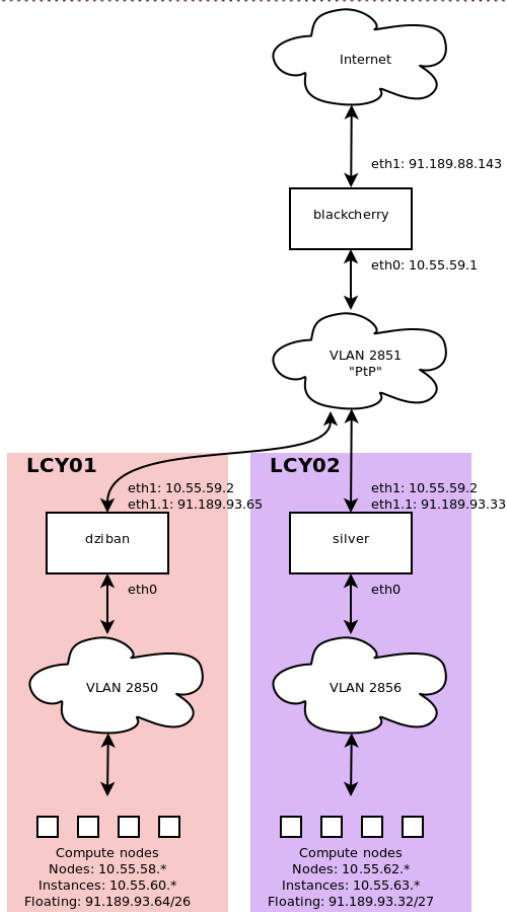 Internet
eth1: 91.189.88.143
blackcherry
eth0: 10.55.59.1
VLAN 2851
"PtP"
LCY01
eth1: 10.55.59.2
eth1.1: 91.189.93.65
dziban
eth0
VLAN 2850
Compute nodes
Nodes: 10.55.58.*
Instances: 10.55.60.*
Floating: 91.189.93.64/26
LCY02
eth1: 10.55.59.2
eth1.1: 91.189.93.33
silver
eth0
VLAN 2856
Compute nodes
Nodes: 10.55.62.*
Instances: 10.55.63.*
Floating: 91.189.93.32/27